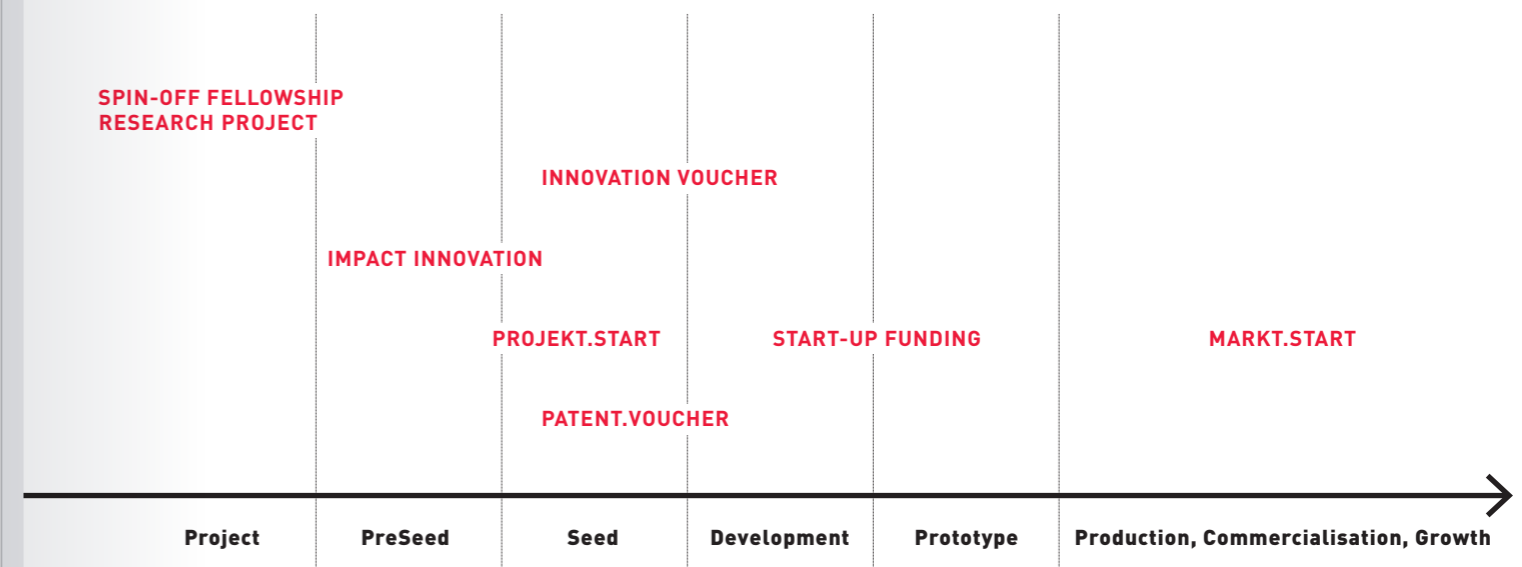 SPIN-OFF FELLOWSHIP
RESEARCH PROJECT
INNOVATION VOUCHER
IMPACT INNOVATION
PROJEKT.START
START-UP FUNDING
MARKT.START
PATENT.VOUCHER
Project
PreSeed
Seed
Development
Prototype
Production, Commercialisation, Growth